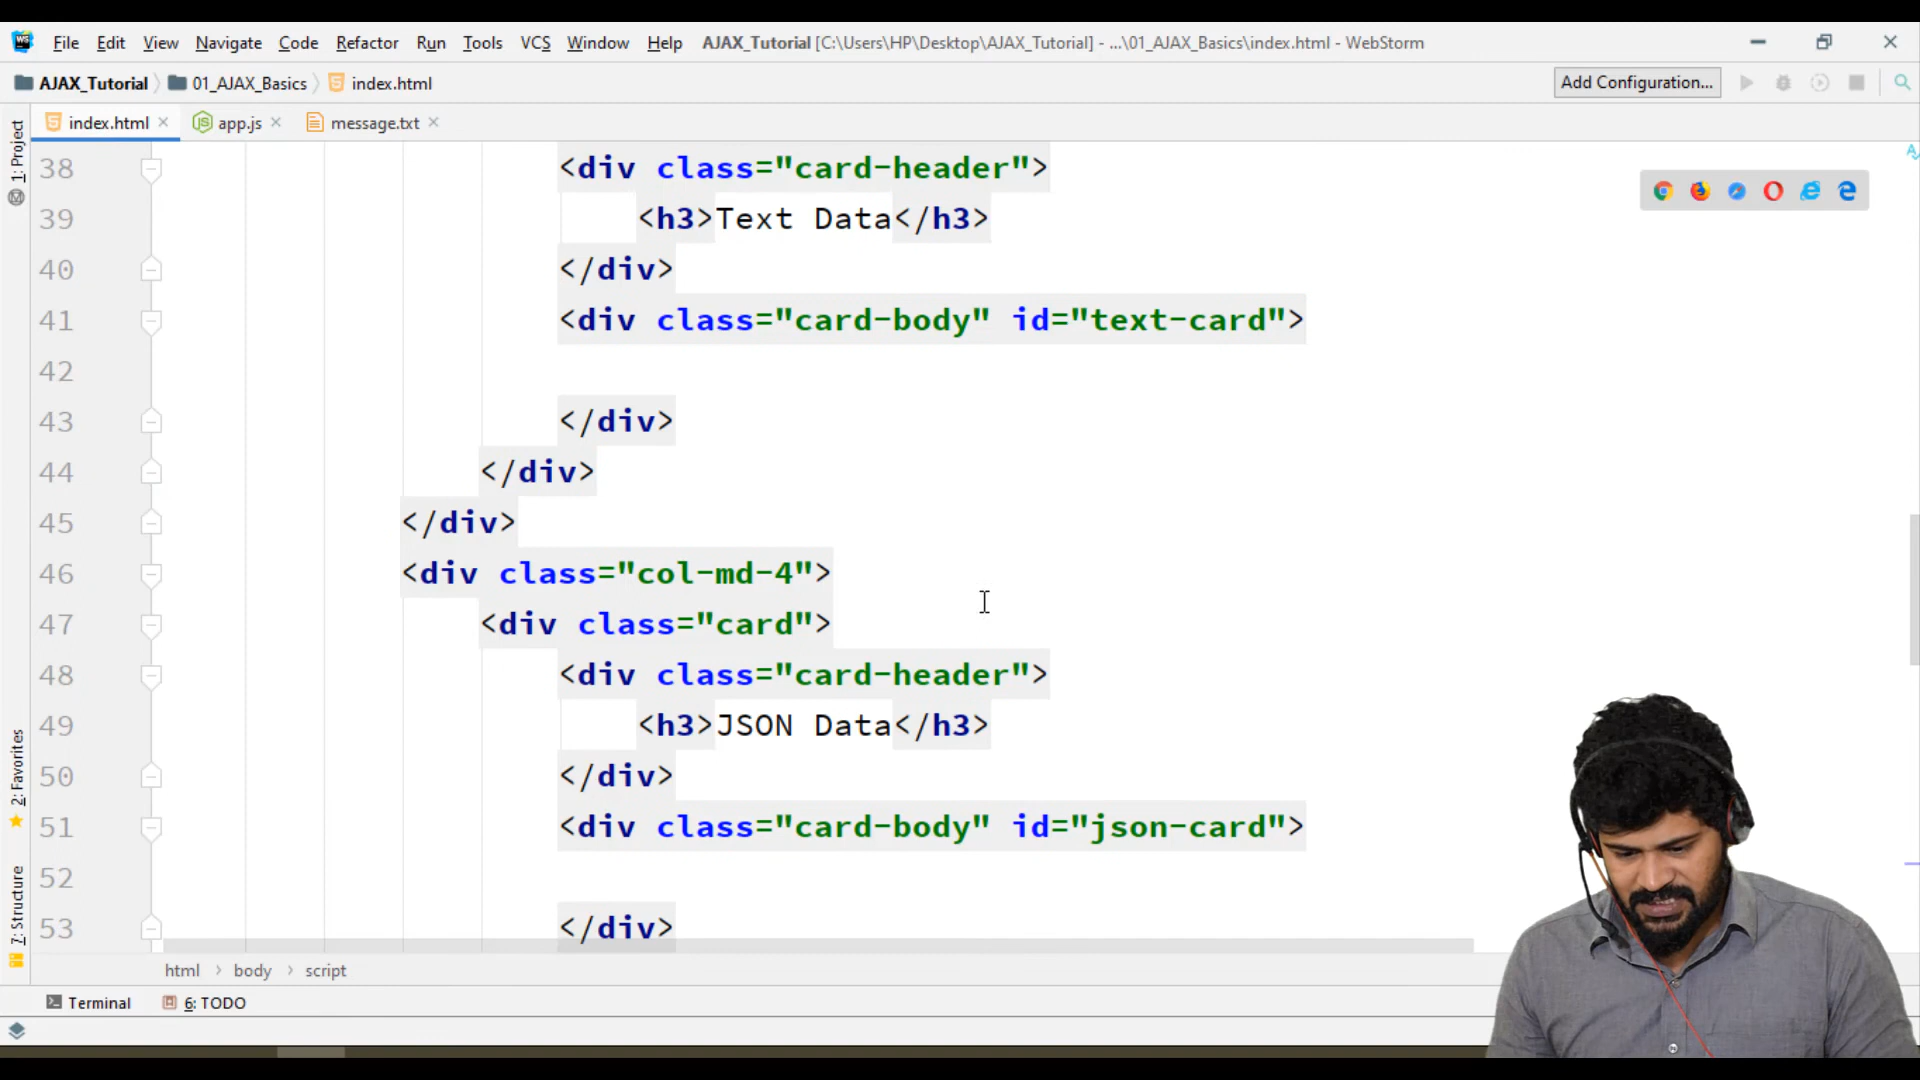 WS File Edit View Navigate Code Refactor Run Tools VCS Window Help AJAX_Tutorial [C:\Users\HP\Desktop\AJAX_Tutorial] - ...\01_AJAX_Basics\index.html - WebStorm
AJAX_Tutorial 01_AJAX_Basics index.html Add Configuration...
index.html app.js message.txt
1: Project
2: Favorites
7: Structure
38 <div class="card-header">
39 <h3>Text Data</h3>
40 </div>
41 <div class="card-body" id="text-card">
42
43 </div>
44 </div>
45 </div>
46 <div class="col-md-4">
47 <div class="card">
48 <div class="card-header">
49 <h3>JSON Data</h3>
50 </div>
51 <div class="card-body" id="json-card">
52
53 </div>
html › body › script
Terminal 6: TODO